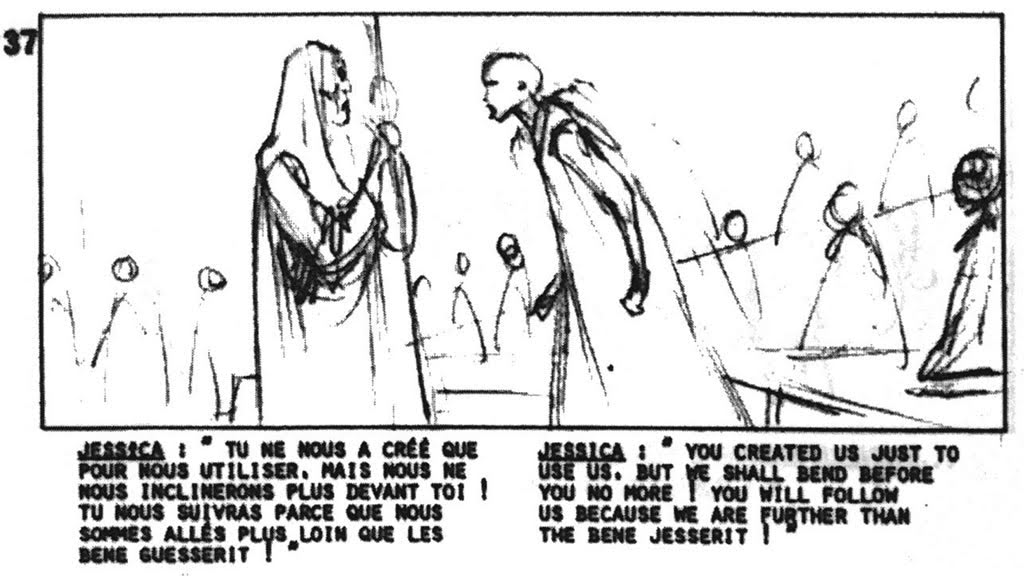 37
JESSICA : " TU NE NOUS A CRÉÉ QUE
POUR NOUS UTILISER. MAIS NOUS NE
NOUS INCLINERONS PLUS DEVANT TOI !
TU NOUS SUIVRAS PARCE QUE NOUS
SOMMES ALLÉS PLUS LOIN QUE LES
BENE GUESSERIT ! "
JESSICA : " YOU CREATED US JUST TO
USE US. BUT WE SHALL BEND BEFORE
YOU NO MORE ! YOU WILL FOLLOW
US BECAUSE WE ARE FURTHER THAN
THE BENE JESSERIT ! "